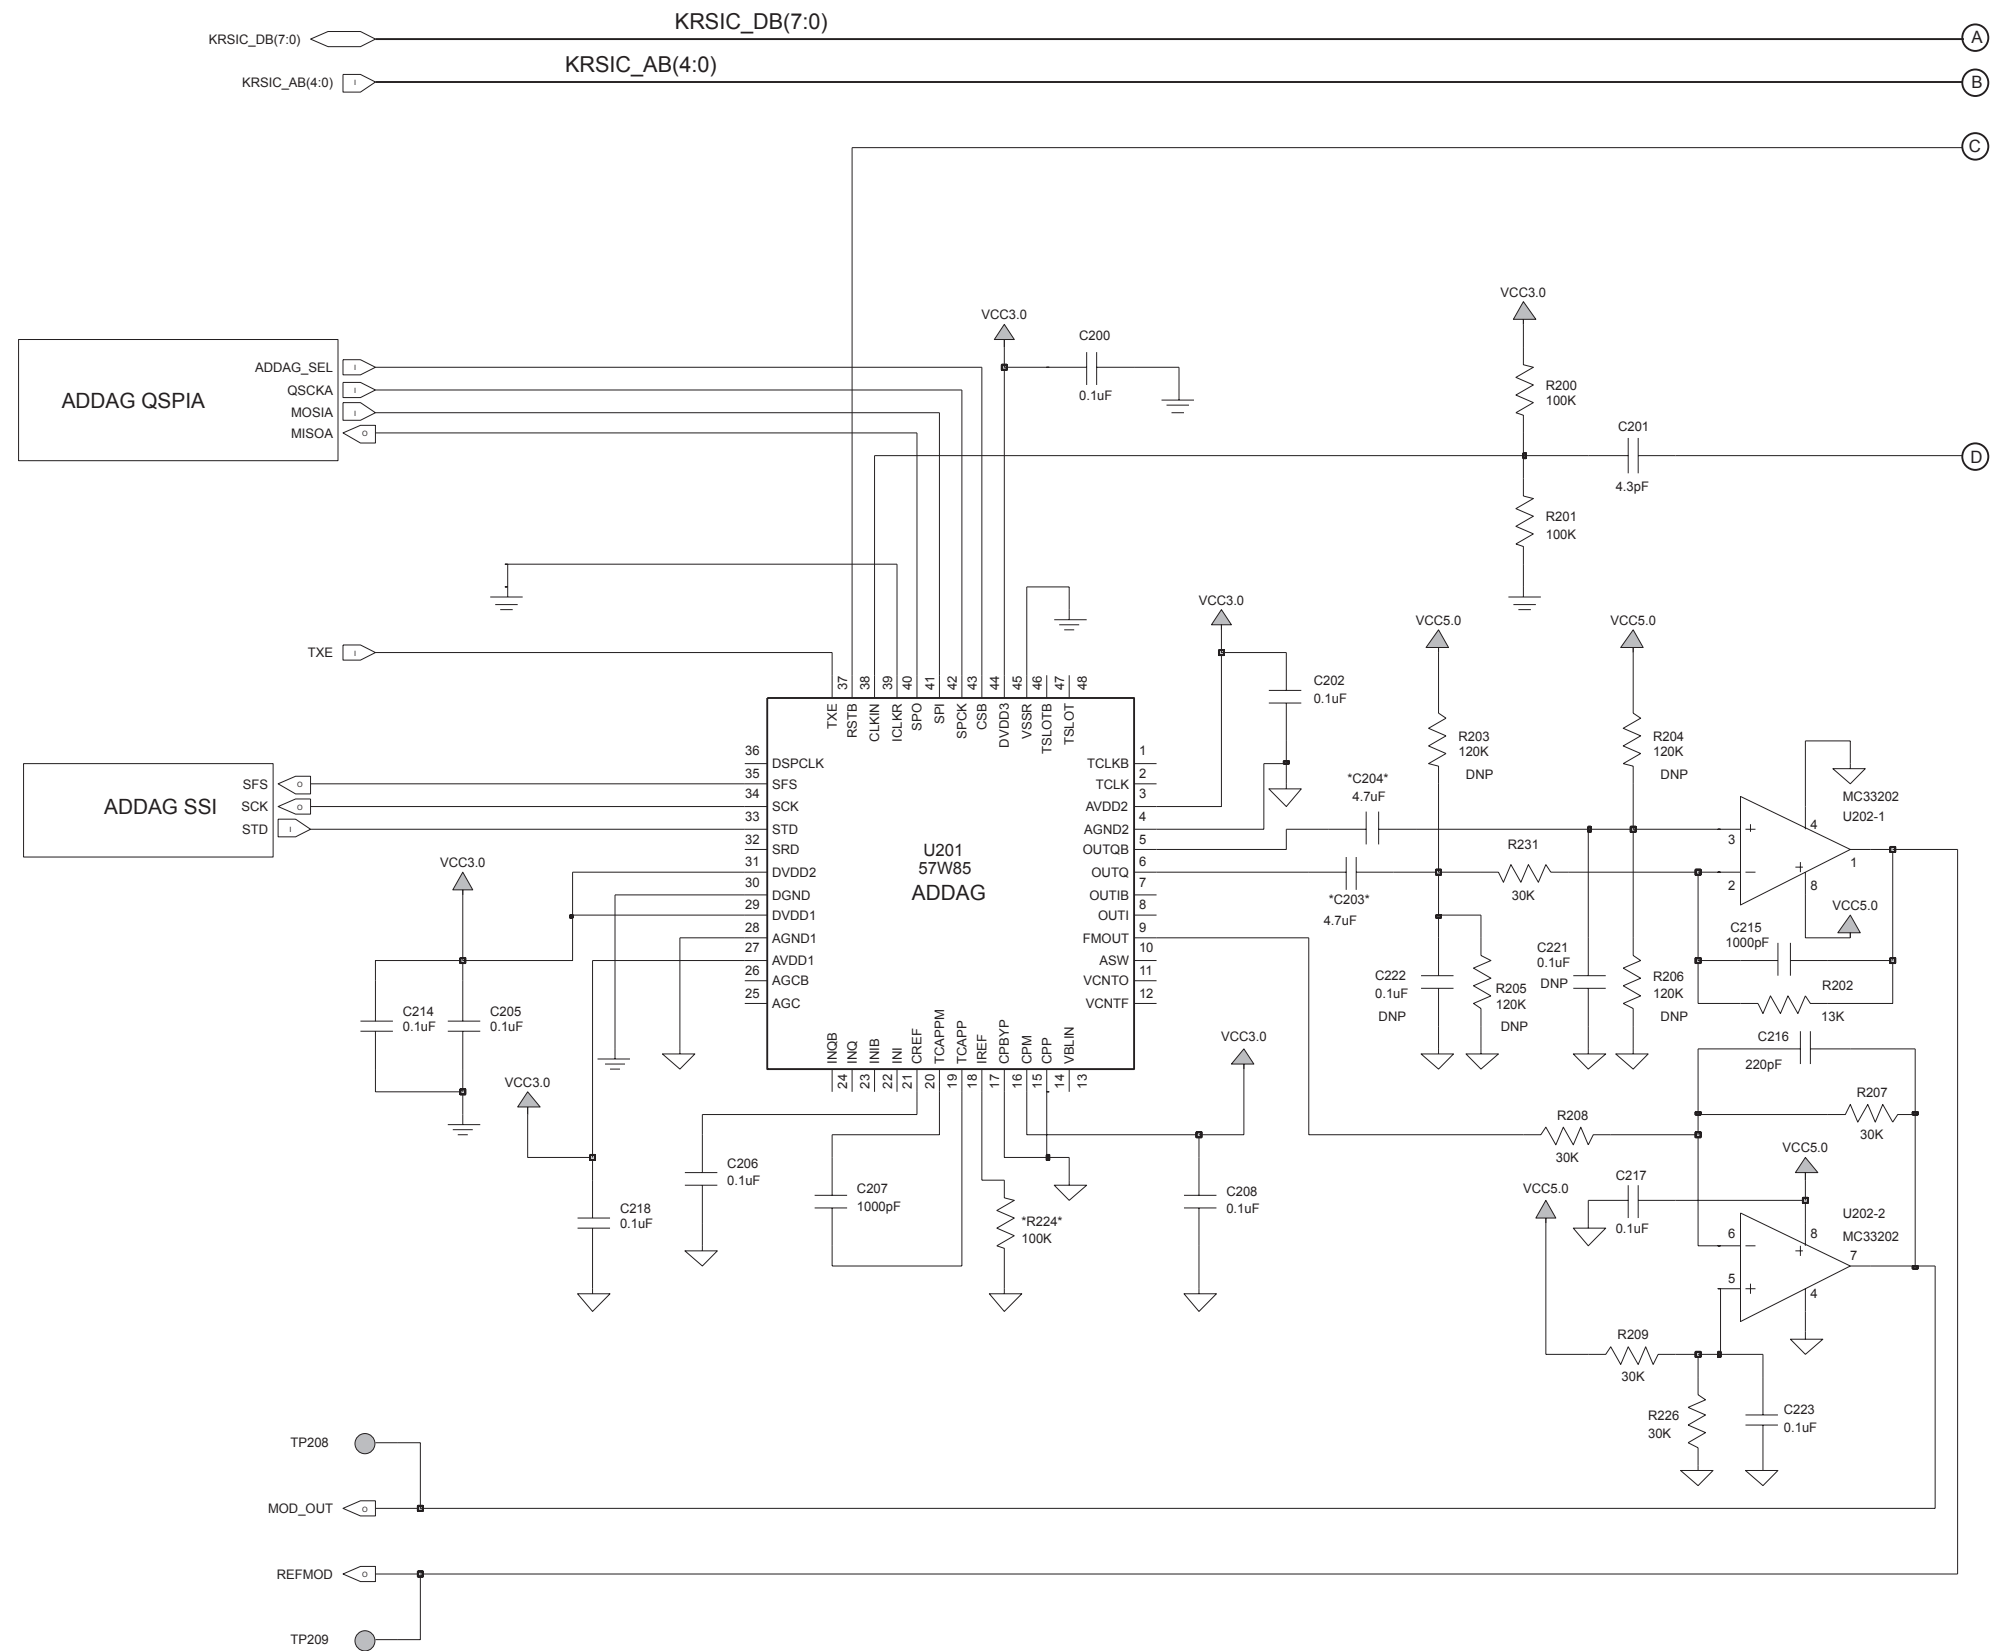 KRSIC_DB(7:0)
KRSIC_DB(7:0)
A
KRSIC_AB(4:0)
KRSIC_AB(4:0)
I
B
C
VCC3.0
VCC3.0
C200
0.1uF
R200
100K
C201
4.3pF
D
R201
100K
ADDAG QSPIA
ADDAG_SEL
I
QSCKA
I
MOSIA
I
MISOA
O
TXE
I
VCC3.0
C202
0.1uF
VCC5.0
VCC5.0
37
38
39
40
41
42
43
44
45
46
47
48
TXE
RSTB
CLKIN
ICLKR
SPO
SPI
SPCK
CSB
DVDD3
VSSR
TSLOTB
TSLOT
R203
120K
DNP
R204
120K
DNP
ADDAG SSI
SFS
O
SCK
O
STD
I
36
DSPCLK
35
SFS
34
SCK
33
STD
32
SRD
31
DVDD2
30
DGND
29
DVDD1
28
AGND1
27
AVDD1
26
AGCB
25
AGC
U201
57W85
ADDAG
1
TCLKB
2
TCLK
3
AVDD2
4
AGND2
5
OUTQB
6
OUTQ
7
OUTIB
8
OUTI
9
FMOUT
10
ASW
11
VCNTO
12
VCNTF
*C204*
4.7uF
*C203*
4.7uF
R231
30K
MC33202
U202-1
3
+
2
−
4
+
8
1
VCC5.0
C215
1000pF
R202
13K
C222
0.1uF
DNP
R205
120K
DNP
C221
0.1uF
DNP
R206
120K
DNP
C216
220pF
VCC3.0
C214
0.1uF
C205
0.1uF
VCC3.0
INQB
INQ
INIB
INI
CREF
TCAPPM
TCAPP
IREF
CPBYP
CPM
CPP
VBLIN
24
23
22
21
20
19
18
17
16
15
14
13
VCC3.0
R207
30K
R208
30K
C206
0.1uF
C207
1000pF
*R224*
100K
C208
0.1uF
C218
0.1uF
VCC5.0
C217
0.1uF
VCC5.0
U202-2
MC33202
6
−
5
+
8
+
7
4
R209
30K
R226
30K
C223
0.1uF
TP208
MOD_OUT
O
REFMOD
O
TP209